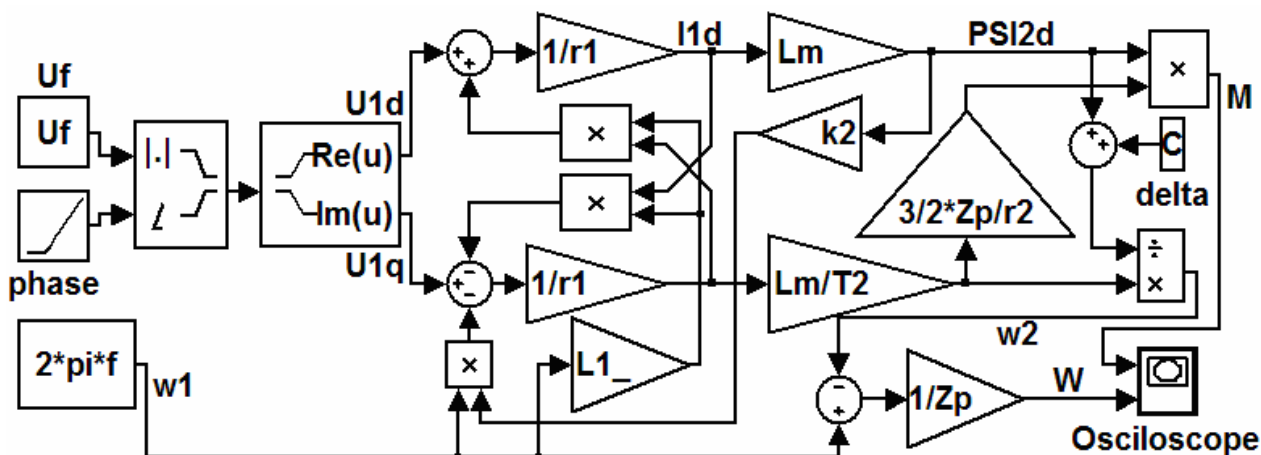 Uf
Uf
phase
2*pi*f
w1
|.|
∠
Re(u)
Im(u)
U1d
U1q
+
+
1/r1
I1d
Lm
PSI2d
×
M
×
k2
+
+
C
delta
×
3/2*Zp/r2
-
+
-
1/r1
Lm/T2
÷
×
w2
×
L1_
-
+
1/Zp
W
Osciloscope